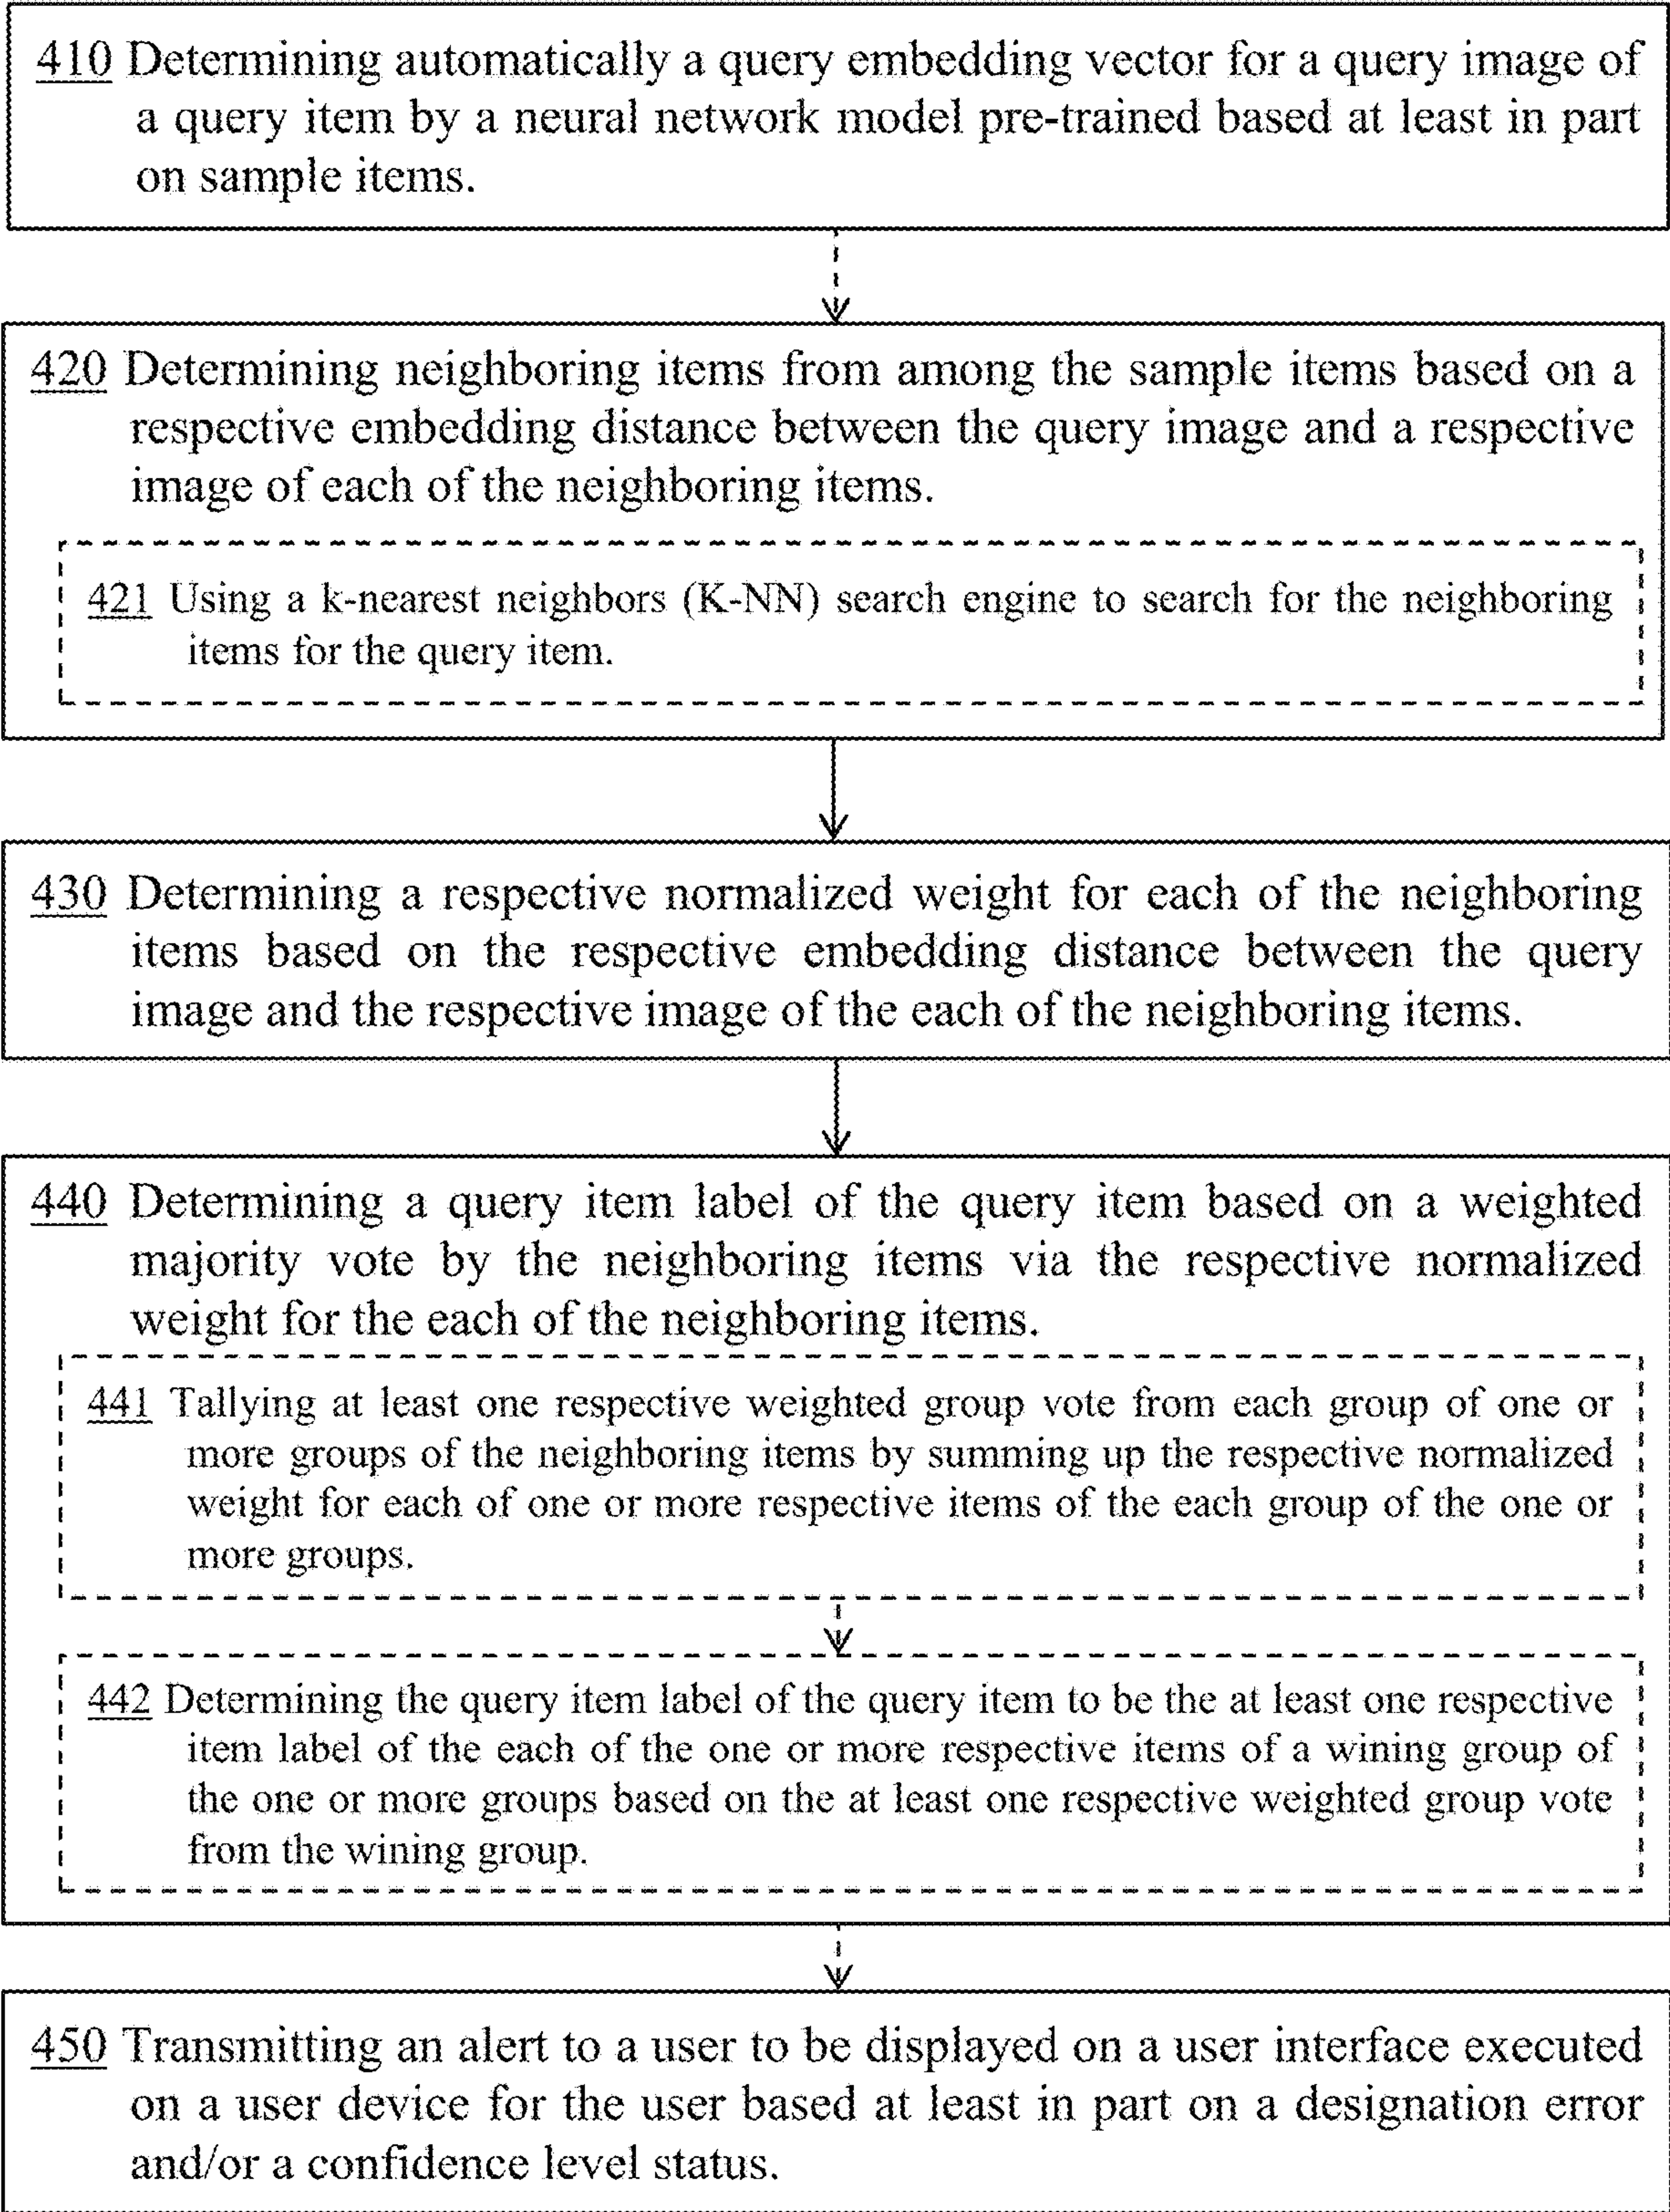 410 Determining automatically a query embedding vector for a query image of
a query item by a neural network model pre-trained based at least in part
on sample items.
420 Determining neighboring items from among the sample items based on a
respective embedding distance between the query image and a respective
image of each of the neighboring items.
421 Using a k-nearest neighbors (K-NN) search engine to search for the neighboring
items for the query item.
430 Determining a respective normalized weight for each of the neighboring
items based on the respective embedding distance between the query
image and the respective image of the each of the neighboring items.
440 Determining a query item label of the query item based on a weighted
majority vote by the neighboring items via the respective normalized
weight for the each of the neighboring items.
441 Tallying at least one respective weighted group vote from each group of one or
more groups of the neighboring items by summing up the respective normalized
weight for each of one or more respective items of the each group of the one or
more groups.
442 Determining the query item label of the query item to be the at least one respective
item label of the each of the one or more respective items of a wining group of
the one or more groups based on the at least one respective weighted group vote
from the wining group.
450 Transmitting an alert to a user to be displayed on a user interface executed
on a user device for the user based at least in part on a designation error
and/or a confidence level status.